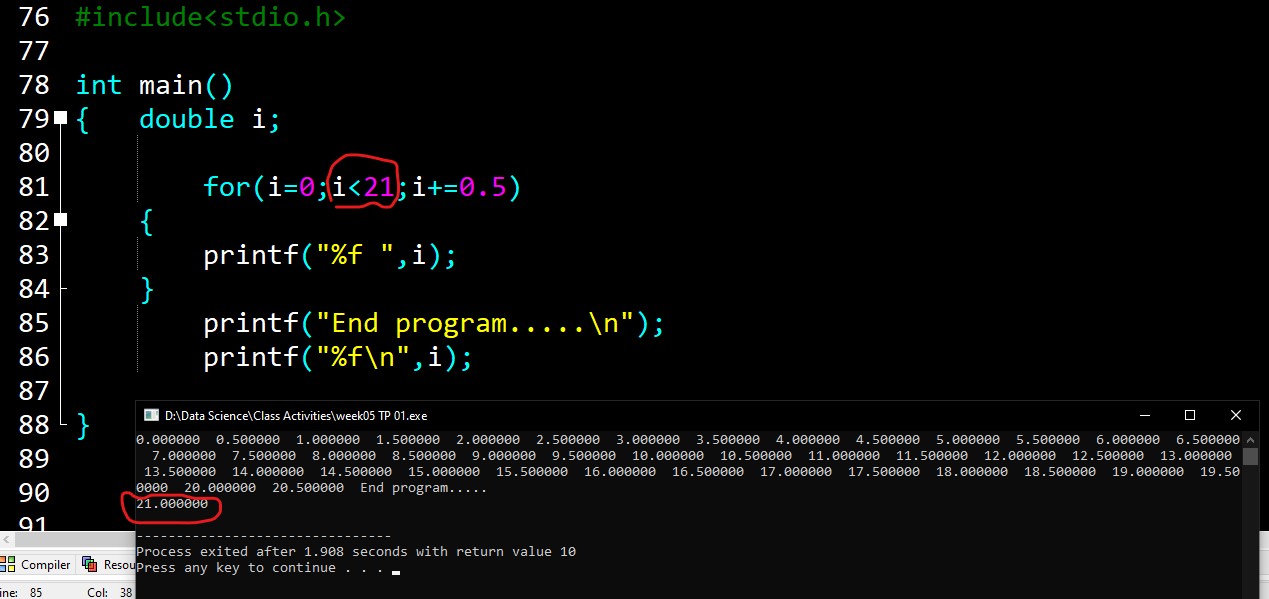 76 #include<stdio.h>
77
78 int main()
79 { double i;
80
81 for(i=0;i<21;i+=0.5)
82 {
83 printf("%f ",i);
84 }
85 printf("End program.....\n");
86 printf("%f\n",i);
87
88 }
89
90
91
D:\Data Science\Class Activities\week05 TP 01.exe
0.000000 0.500000 1.000000 1.500000 2.000000 2.500000 3.000000 3.500000 4.000000 4.500000 5.000000 5.500000 6.000000 6.500000
7.000000 7.500000 8.000000 8.500000 9.000000 9.500000 10.000000 10.500000 11.000000 11.500000 12.000000 12.500000 13.000000
13.500000 14.000000 14.500000 15.000000 15.500000 16.000000 16.500000 17.000000 17.500000 18.000000 18.500000 19.000000 19.50
0000 20.000000 20.500000 End program.....
21.000000
--------------------------------
Process exited after 1.908 seconds with return value 10
Press any key to continue . . .
Compiler Resou
ine: 85 Col: 38